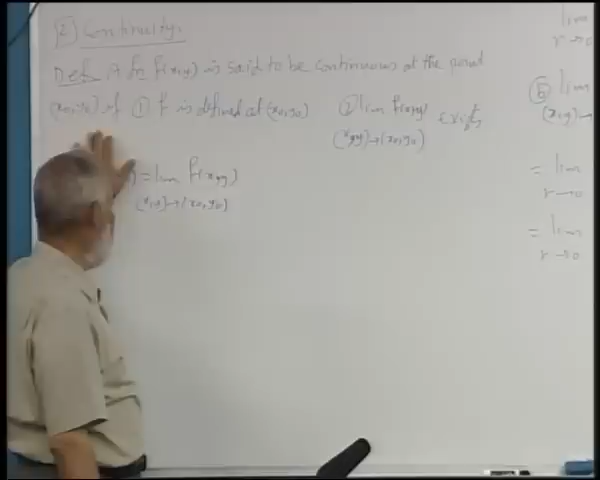 ② Continuity.
Def A fn f(x,y) is said to be continuous at the point
(x0,y0) if ① f is defined at (x0,y0) ② lim f(x,y) exists
(x,y)→(x0,y0)
) = lim f(x,y)
(x,y)→(x0,y0)
lim
r→0
ⓑ lim
(x,y)→
= lim
r→0
= lim
r→0